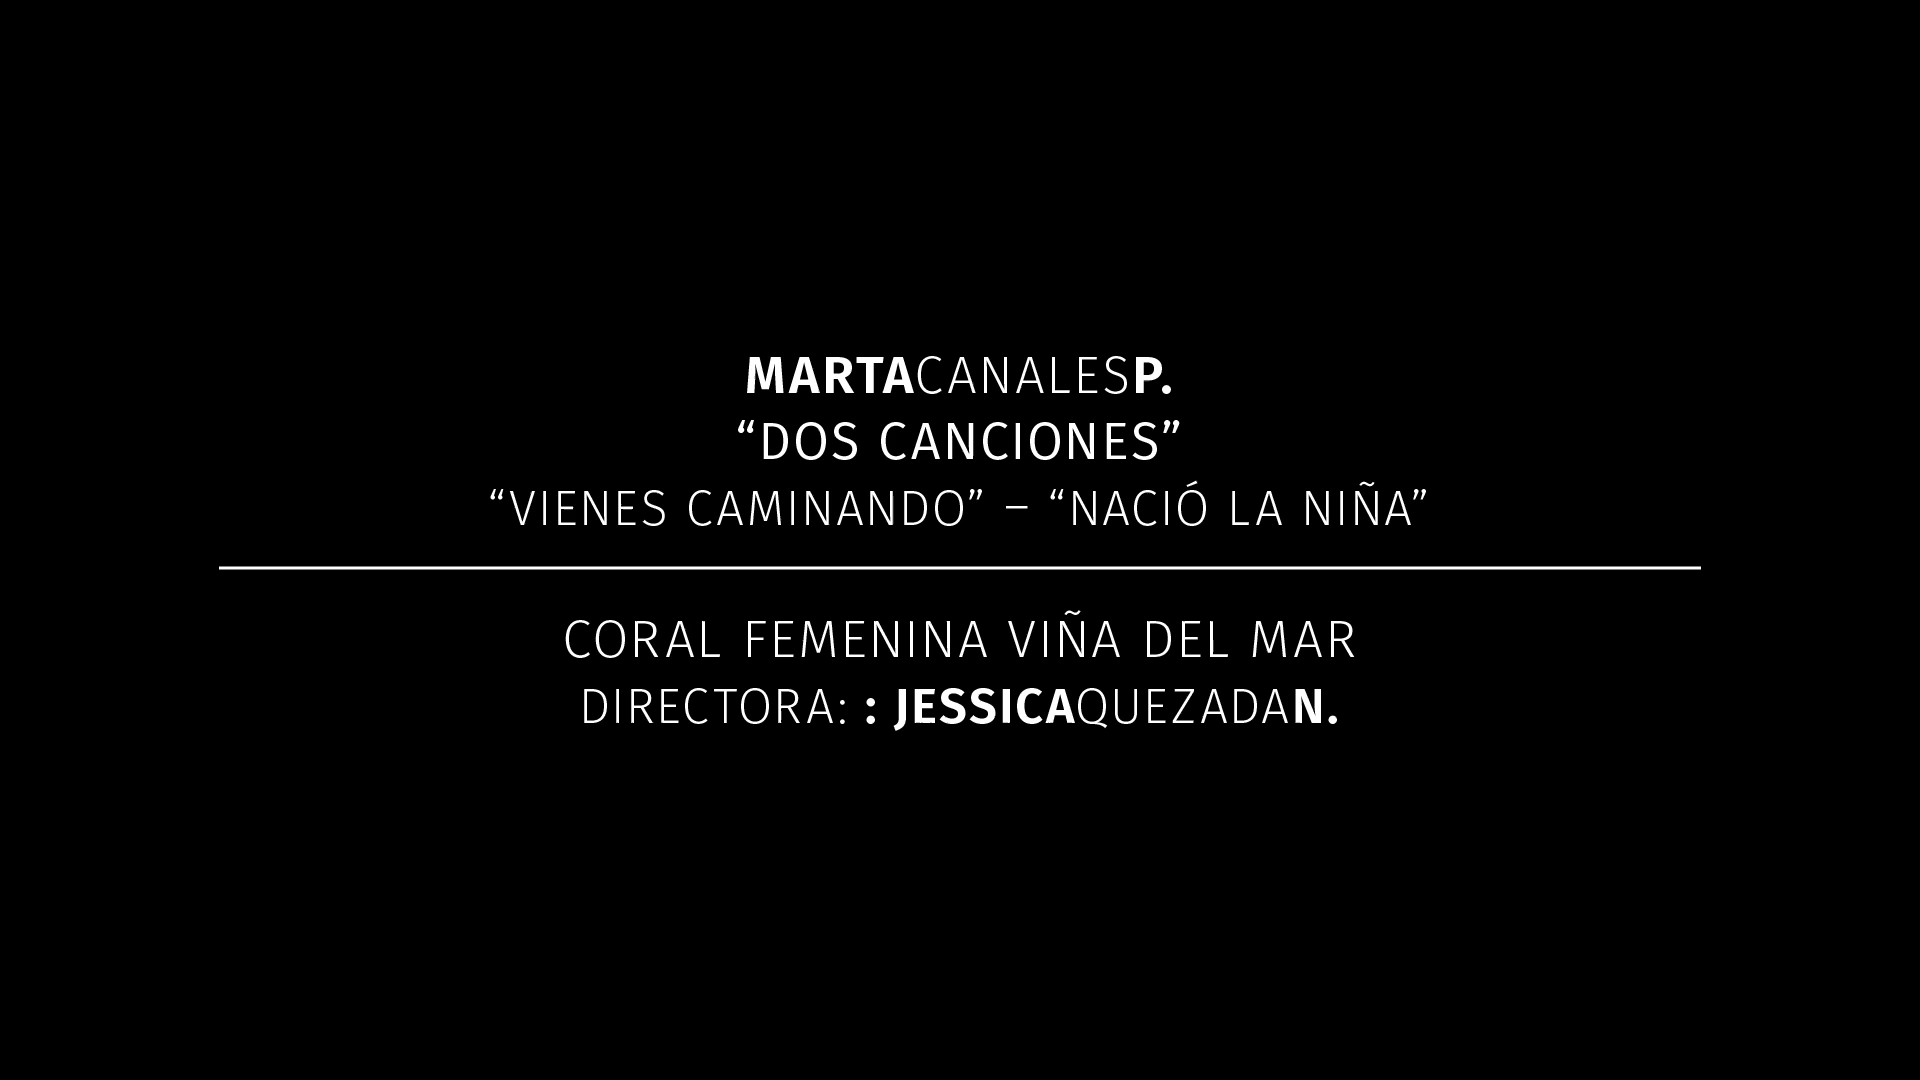 MARTACANALESP.
“DOS CANCIONES”
“VIENES CAMINANDO” – “NACIÓ LA NIÑA”
CORAL FEMENINA VIÑA DEL MAR
DIRECTORA: : JESSICAQUEZADAN.